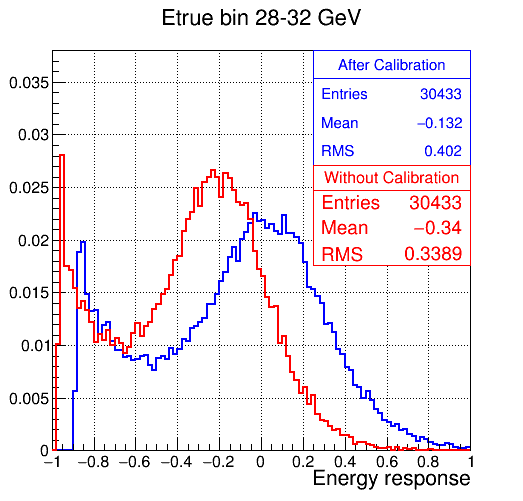 Etrue bin 28-32 GeV
After Calibration
Entries 30433
Mean −0.132
RMS 0.402
Without Calibration
Entries 30433
Mean −0.34
RMS 0.3389
0.035
0.03
0.025
0.02
0.015
0.01
0.005
0
−1 −0.8 −0.6 −0.4 −0.2 0 0.2 0.4 0.6 0.8 1
Energy response